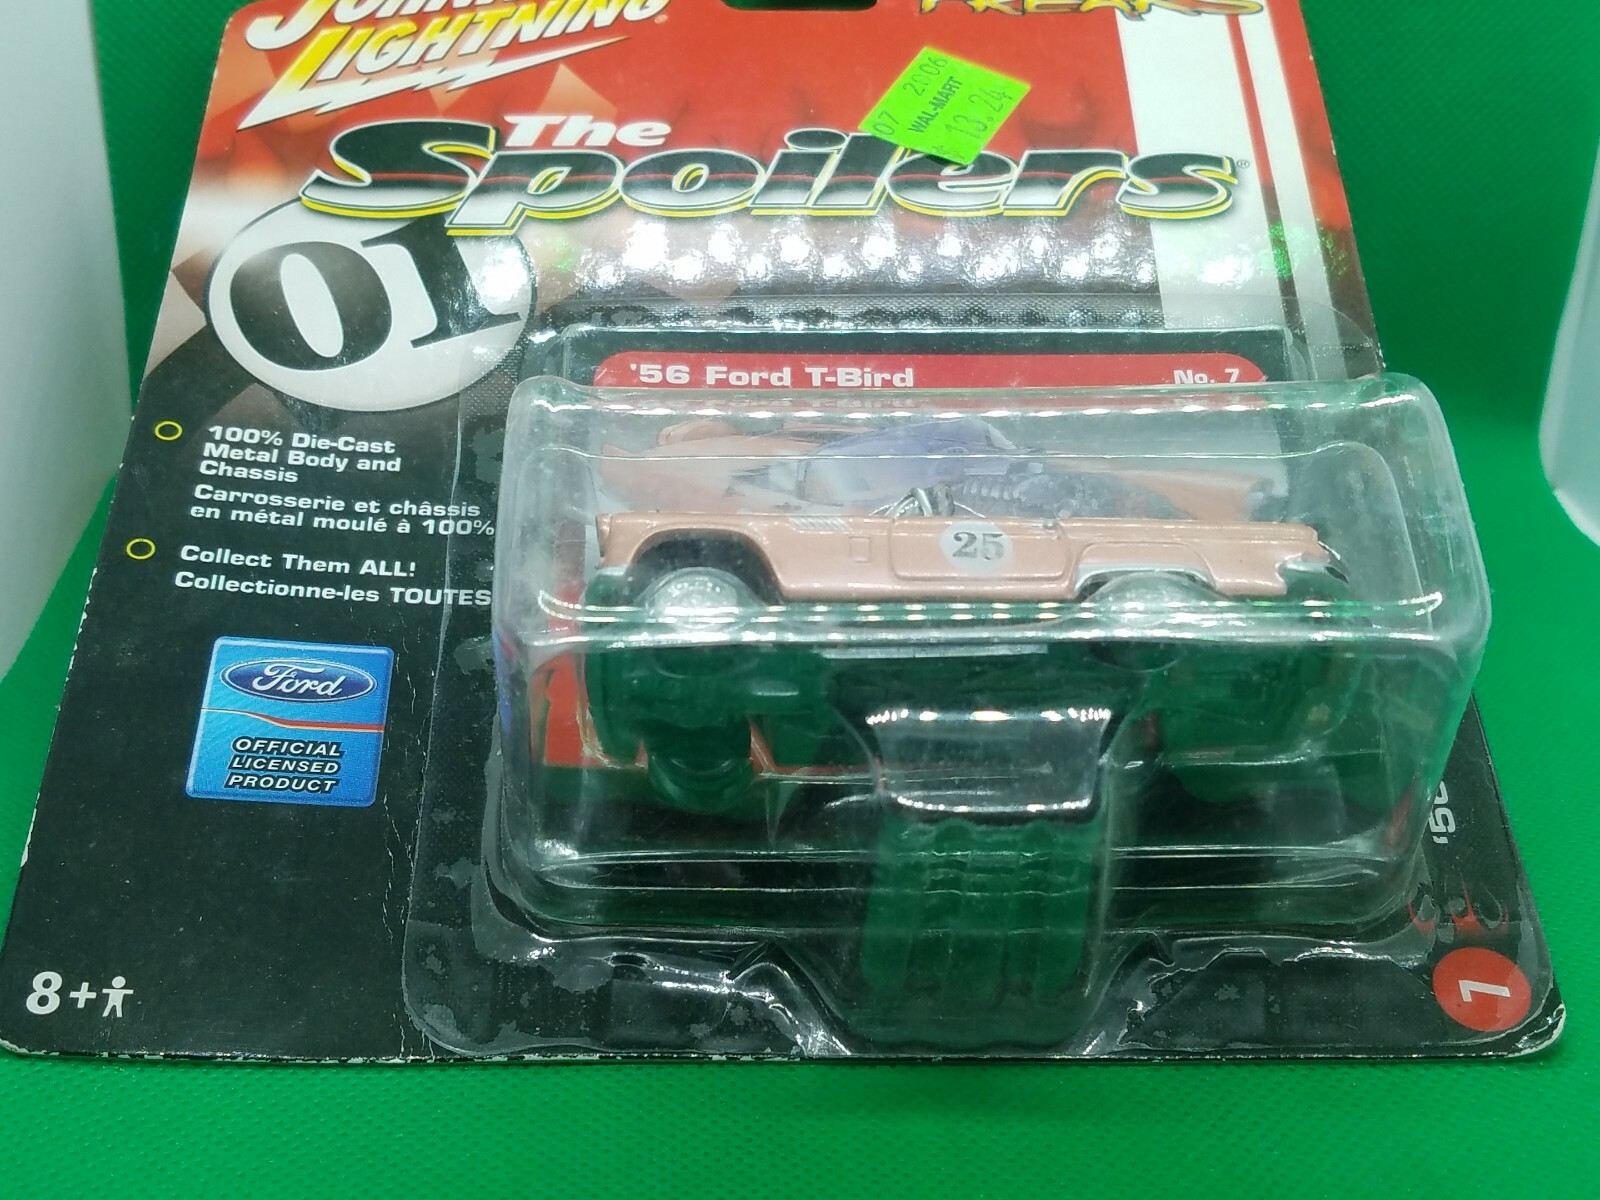 JOHNNY
LIGHTNING
FREAKS
07 2006
WAL-MART
13.24
The
Spoilers®
01
'56 Ford T-Bird
No. 7
100% Die-Cast
Metal Body and
Chassis
Carrosserie et châssis
en métal moulé à 100%
Collect Them ALL!
Collectionne-les TOUTES
25
Ford
OFFICIAL
LICENSED
PRODUCT
8+
7